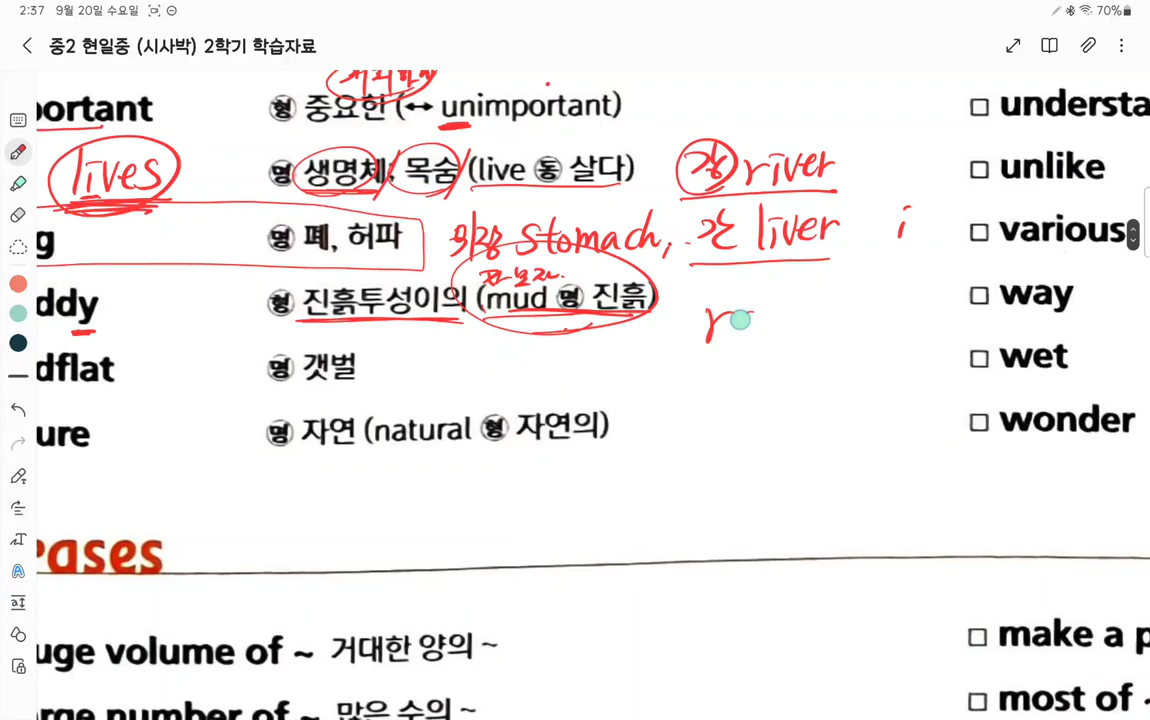 2:37 9월 20일 수요일 70%
중2 현일중 (시사박) 2학기 학습자료
portant 형 중요한 (↔ unimportant) □ understa
lives 명 생명체; 목숨 (live 동 살다) 강 river □ unlike
g 명 폐, 허파 위장 stomach, 간 liver i □ various
ddy 형 진흙투성이의 (mud 명 진흙) r □ way
dflat 명 갯벌 □ wet
ure 명 자연 (natural 형 자연의) □ wonder
rases
uge volume of ~ 거대한 양의 ~ □ make a p
arge number of ~ 많은 수의 ~ □ most of ~